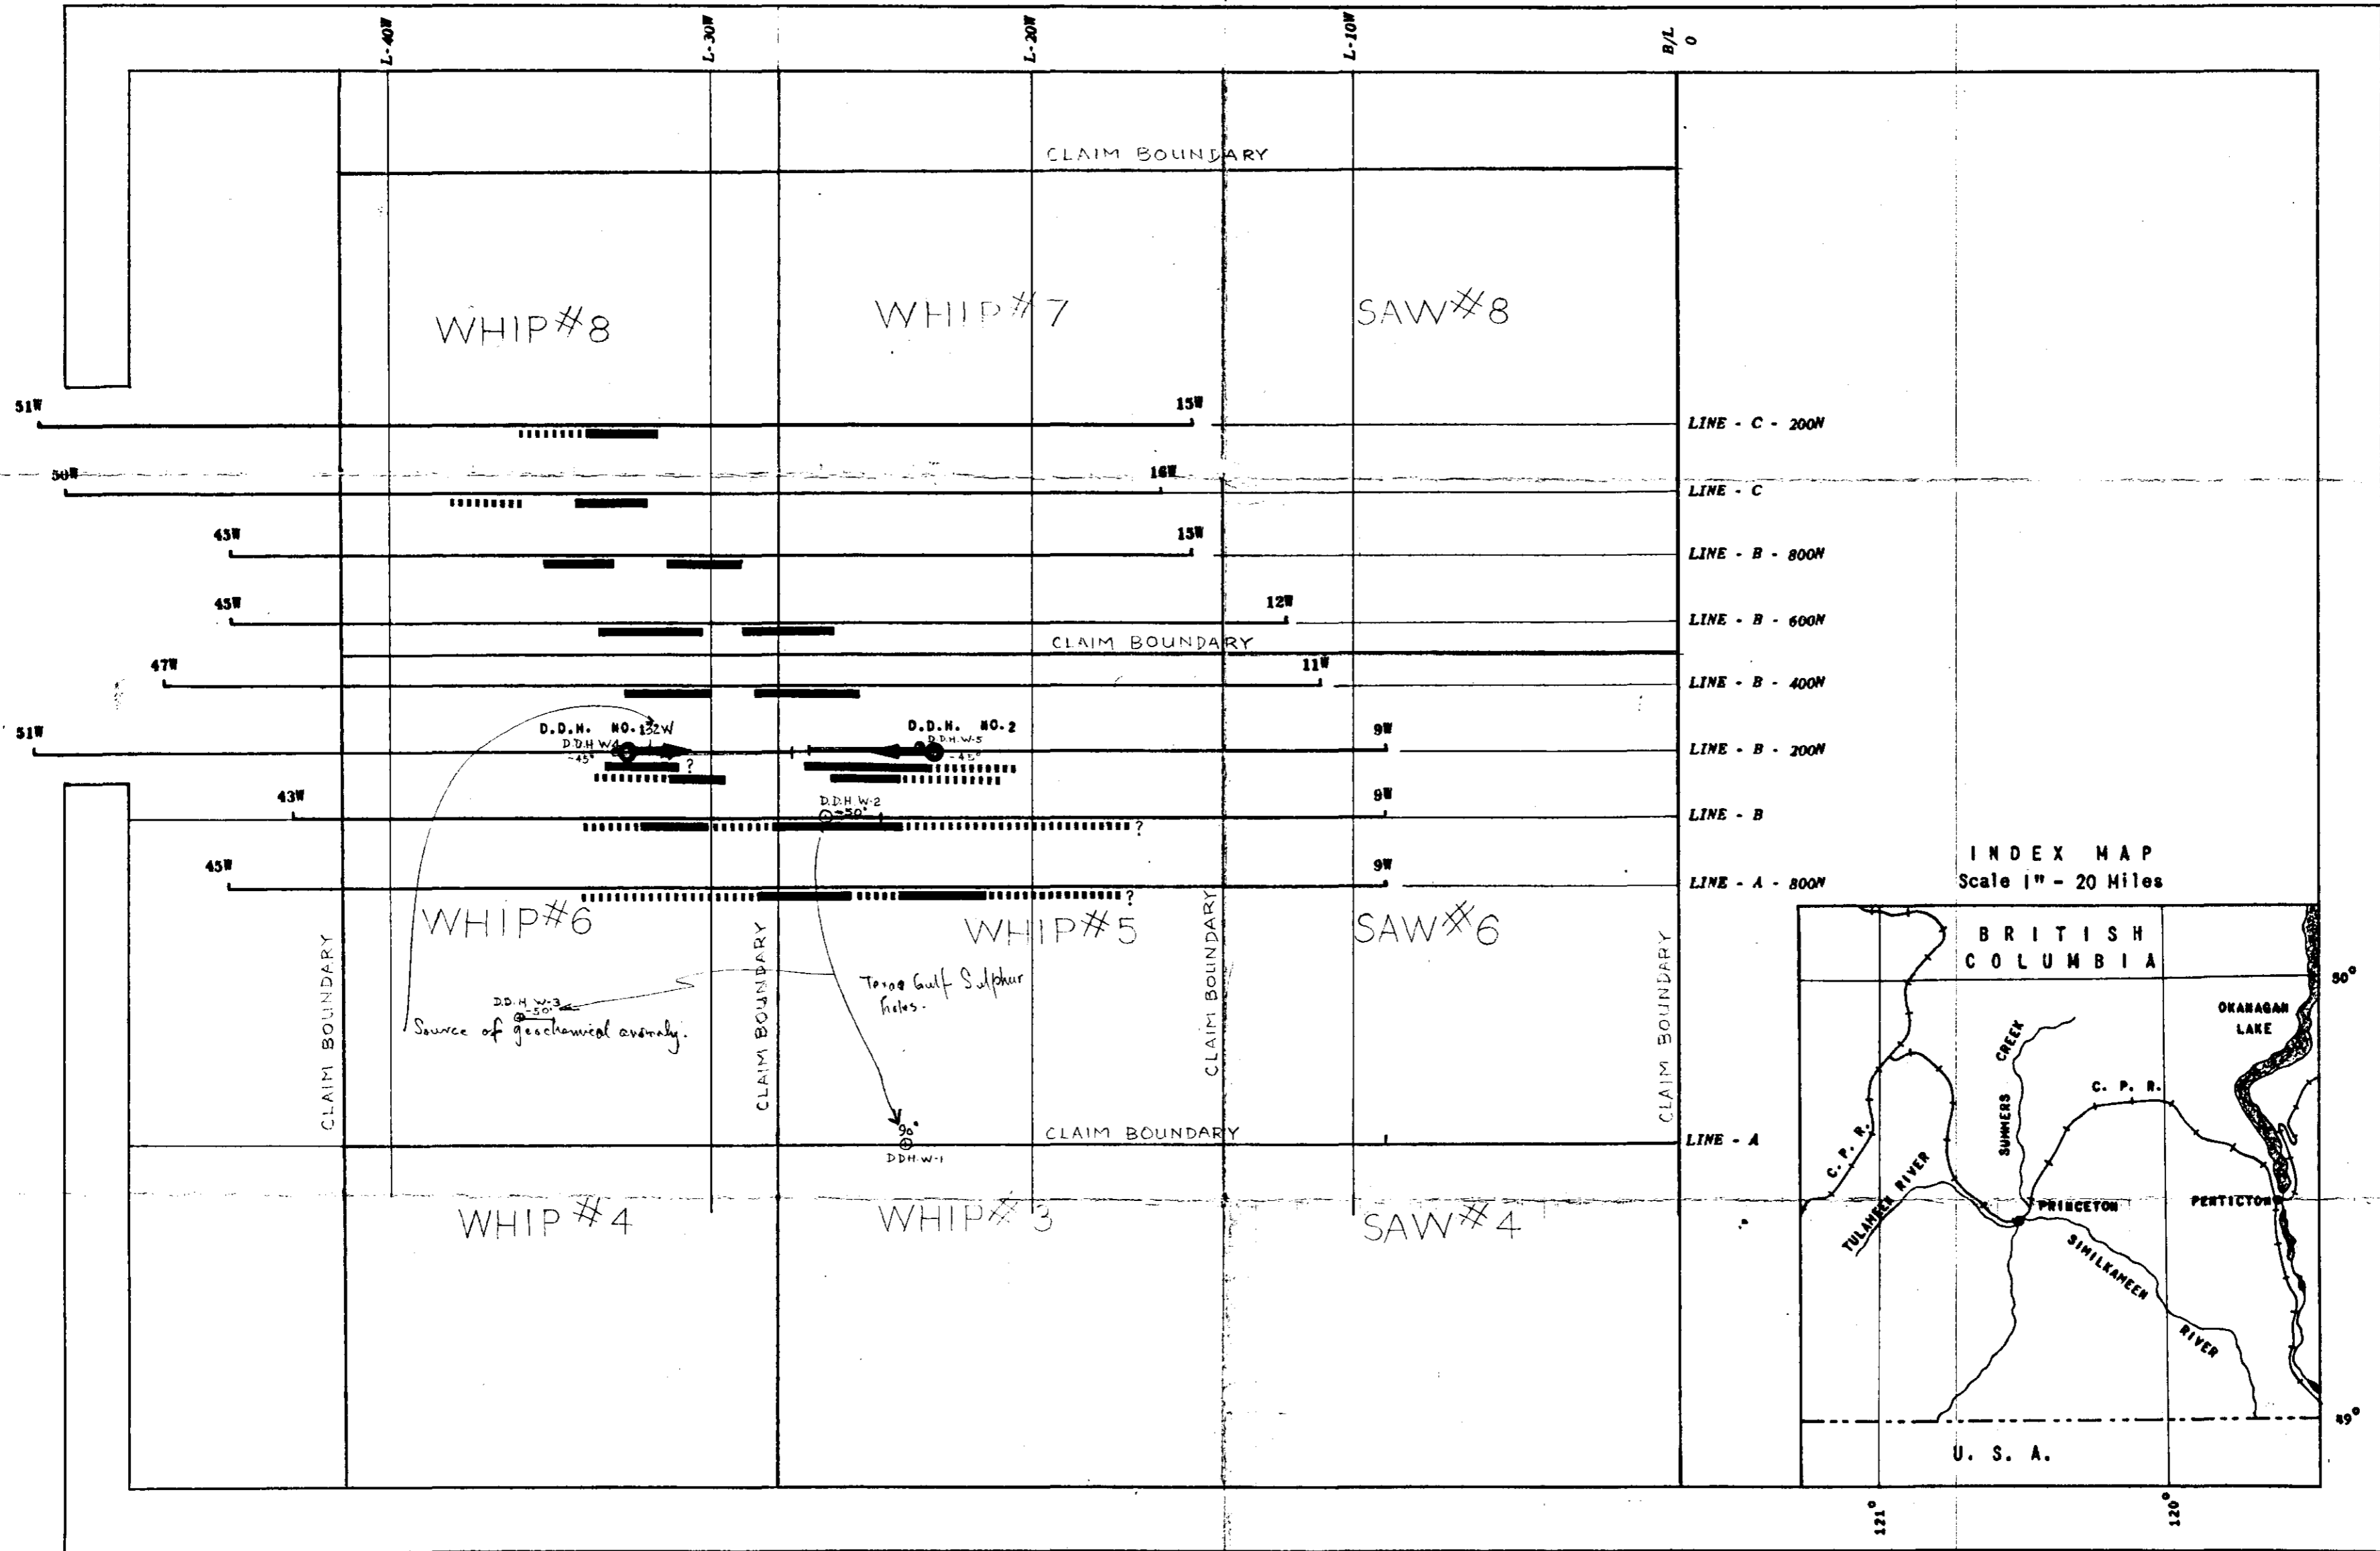 L-40W
L-30W
L-20W
L-10W
B/L
0
CLAIM BOUNDARY
WHIP#8
WHIP#7
SAW#8
51W
15W
LINE - C - 200N
50W
16W
LINE - C
45W
15W
LINE - B - 800N
45W
12W
LINE - B - 600N
CLAIM BOUNDARY
47W
11W
LINE - B - 400N
51W
D.D.H. NO.1
32W
D.D.H W4
-45°
D.D.H. NO.2
D.D.H.W-5
-45°
9W
LINE - B - 200N
?
43W
D.D.H W-2
-50°
9W
LINE - B
?
45W
9W
LINE - A - 800N
?
WHIP#6
WHIP#5
SAW#6
CLAIM BOUNDARY
CLAIM BOUNDARY
CLAIM BOUNDARY
CLAIM BOUNDARY
Texas Gulf Sulphur
holes.
D.D.H W-3
-50°
Source of geochemical anomaly.
90°
DDH.W-1
CLAIM BOUNDARY
LINE - A
WHIP #4
WHIP#3
SAW#4
INDEX MAP
Scale 1" - 20 Miles
BRITISH
COLUMBIA
50°
OKANAGAN
LAKE
SUMMERS CREEK
C. P. R.
C. P. R.
TULAMEEN RIVER
PRINCETON
PENTICTON
SIMILKAMEEN
RIVER
49°
U. S. A.
121°
120°